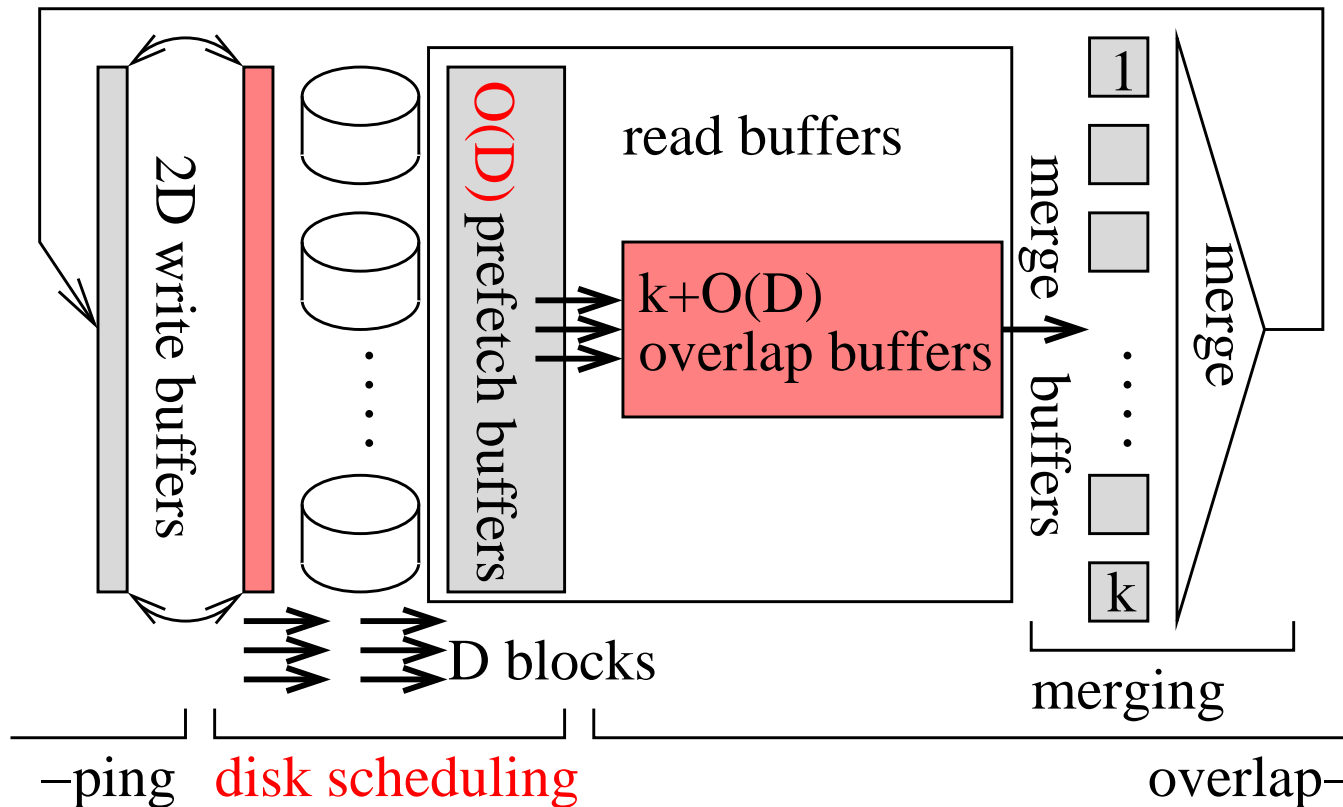 2D write buffers
O(D) prefetch buffers
read buffers
k+O(D)
overlap buffers
merge buffers
1
k
merge
D blocks
merging
−ping
disk scheduling
overlap−